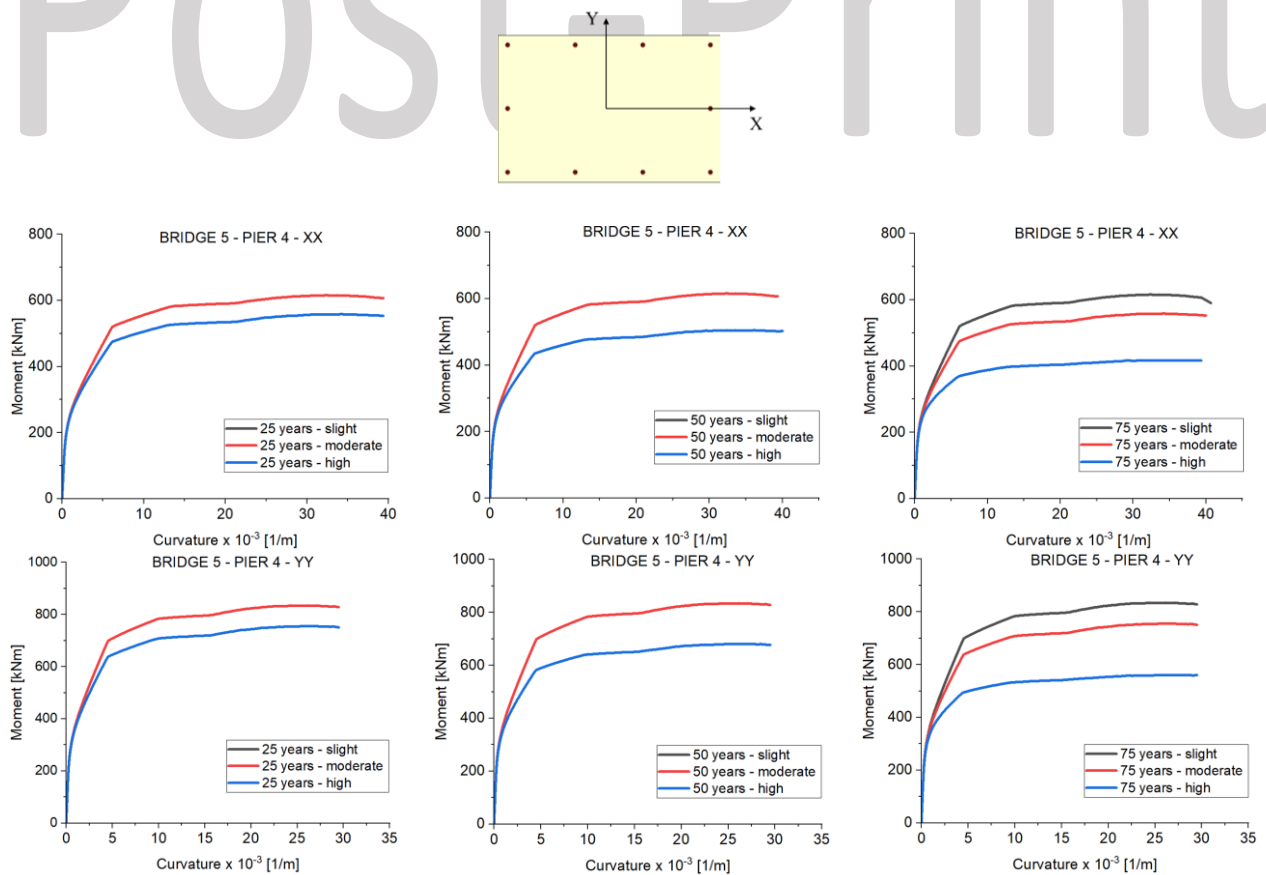 Post-Print
Y
X
BRIDGE 5 - PIER 4 - XX
800
600
400
200
0
Moment [kNm]
25 years - slight
25 years - moderate
25 years - high
0 10 20 30 40
Curvature x 10⁻³ [1/m]
BRIDGE 5 - PIER 4 - XX
800
600
400
200
0
Moment [kNm]
50 years - slight
50 years - moderate
50 years - high
0 10 20 30 40
Curvature x 10⁻³ [1/m]
BRIDGE 5 - PIER 4 - XX
800
600
400
200
0
Moment [kNm]
75 years - slight
75 years - moderate
75 years - high
0 10 20 30 40
Curvature x 10⁻³ [1/m]
BRIDGE 5 - PIER 4 - YY
1000
800
600
400
200
0
Moment [kNm]
25 years - slight
25 years - moderate
25 years - high
0 5 10 15 20 25 30 35
Curvature x 10⁻³ [1/m]
BRIDGE 5 - PIER 4 - YY
1000
800
600
400
200
0
Moment [kNm]
50 years - slight
50 years - moderate
50 years - high
0 5 10 15 20 25 30 35
Curvature x 10⁻³ [1/m]
BRIDGE 5 - PIER 4 - YY
1000
800
600
400
200
0
Moment [kNm]
75 years - slight
75 years - moderate
75 years - high
0 5 10 15 20 25 30 35
Curvature x 10⁻³ [1/m]